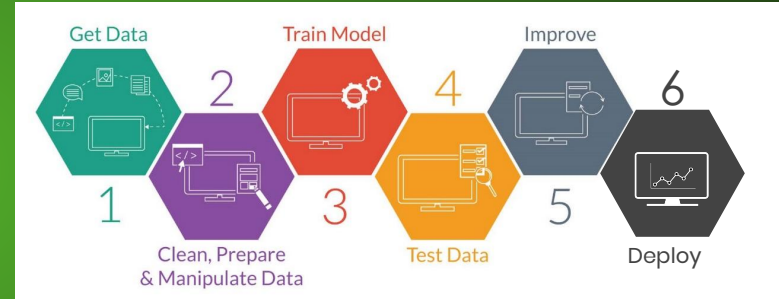 Get Data
1
2
Clean, Prepare
& Manipulate Data
Train Model
3
4
Test Data
Improve
5
6
Deploy
</>
</>